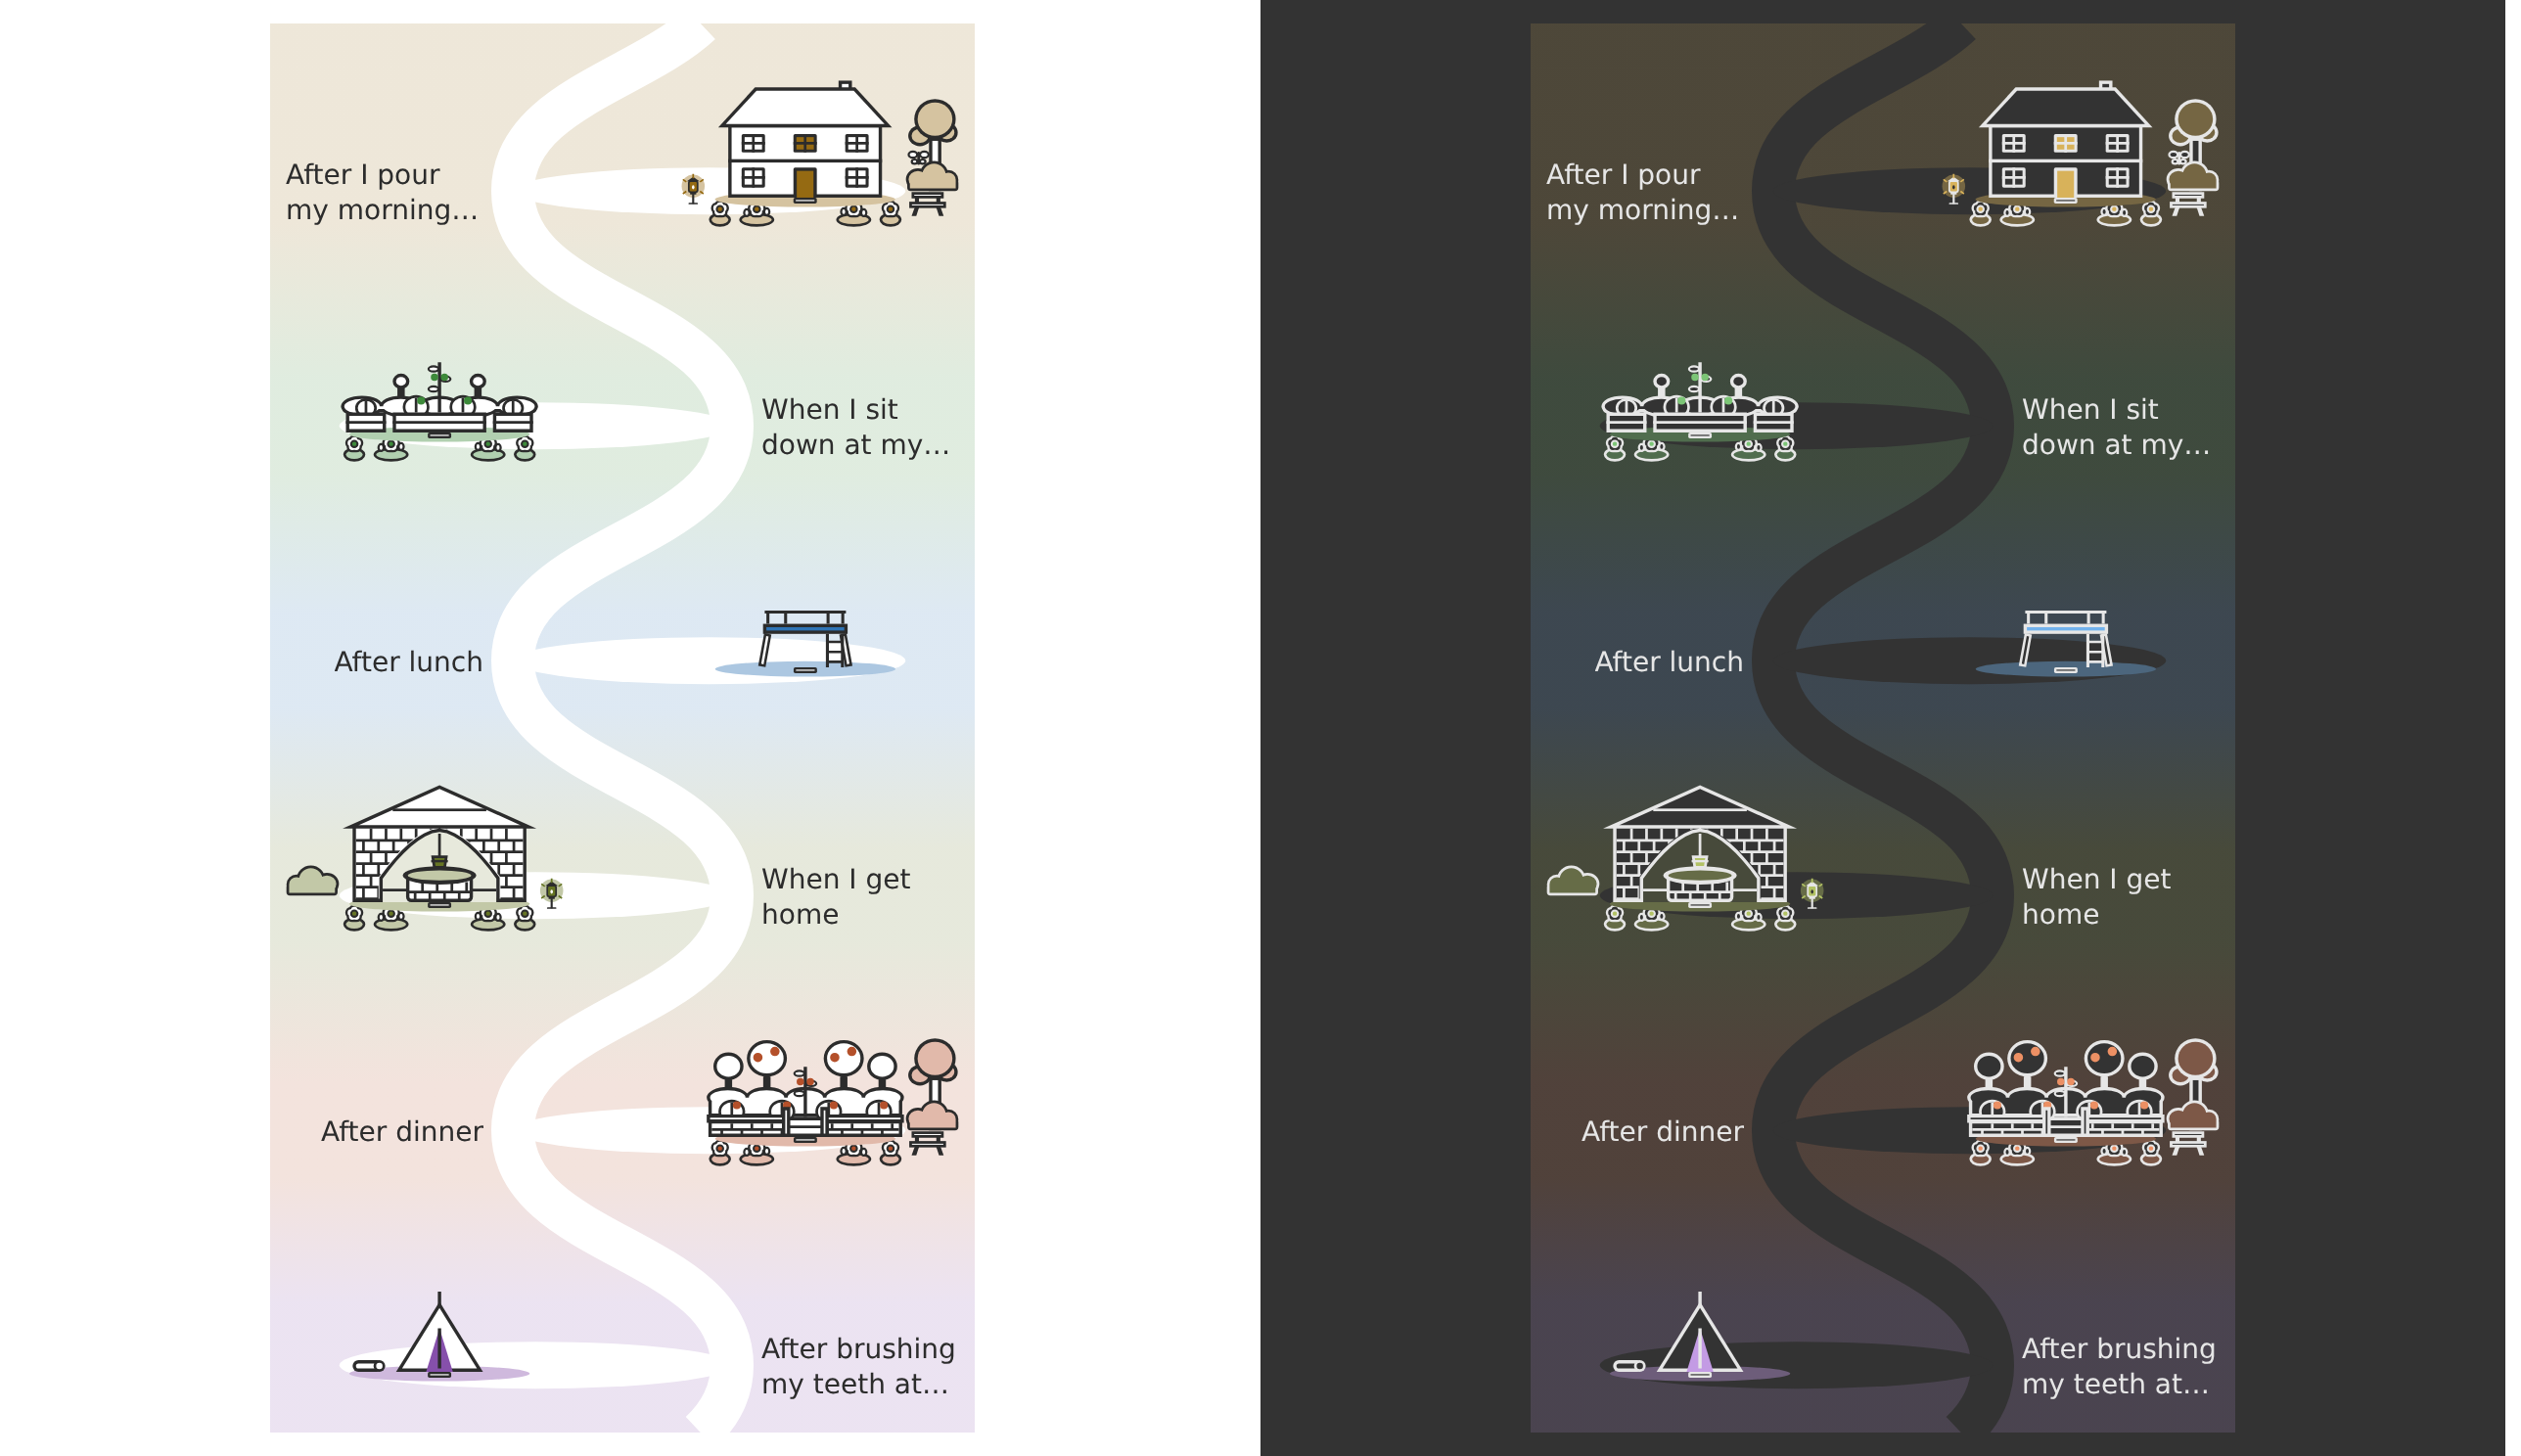 After I pour
my morning…
When I sit
down at my…
After lunch
When I get
home
After dinner
After brushing
my teeth at…
After I pour
my morning…
When I sit
down at my…
After lunch
When I get
home
After dinner
After brushing
my teeth at…